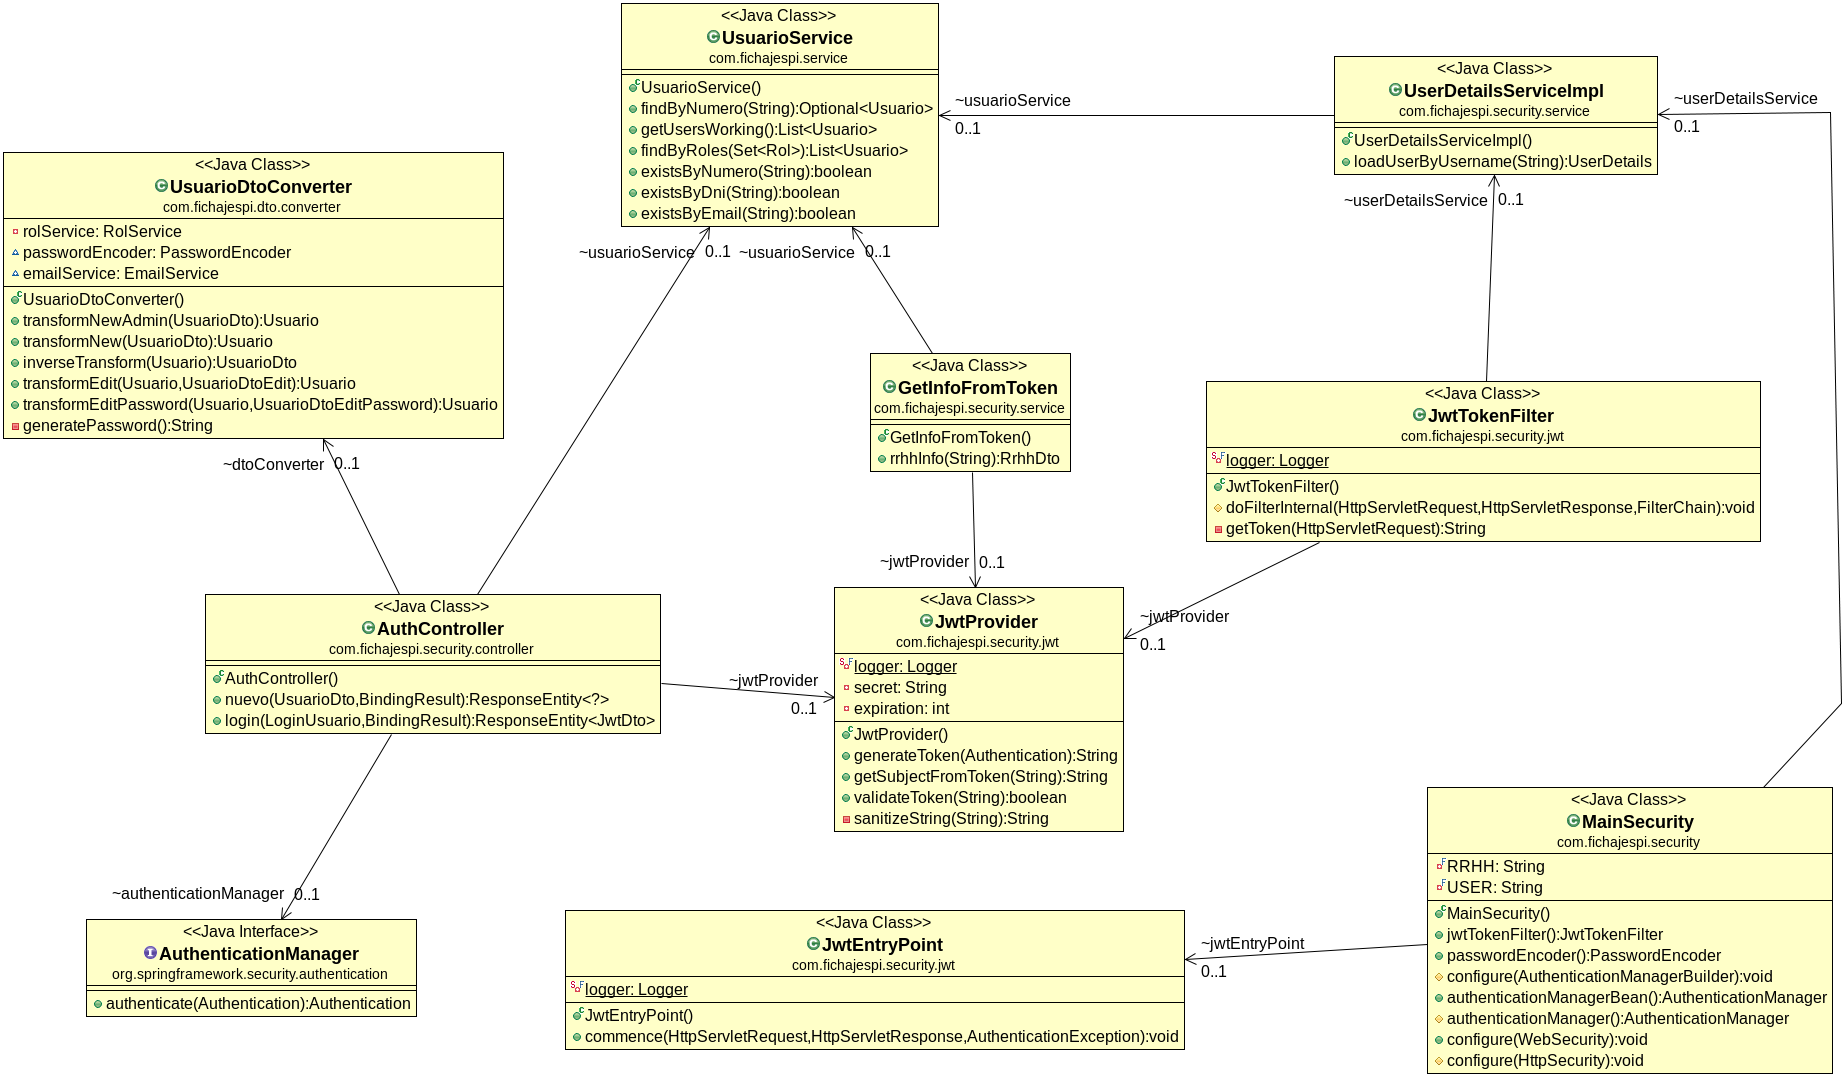 <<Java Class>>
UsuarioService
com.fichajespi.service
UsuarioService()
findByNumero(String):Optional<Usuario>
getUsersWorking():List<Usuario>
findByRoles(Set<Rol>):List<Usuario>
existsByNumero(String):boolean
existsByDni(String):boolean
existsByEmail(String):boolean
<<Java Class>>
UserDetailsServiceImpl
com.fichajespi.security.service
UserDetailsServiceImpl()
loadUserByUsername(String):UserDetails
~usuarioService
0..1
~userDetailsService
0..1
<<Java Class>>
UsuarioDtoConverter
com.fichajespi.dto.converter
rolService: RolService
passwordEncoder: PasswordEncoder
emailService: EmailService
UsuarioDtoConverter()
transformNewAdmin(UsuarioDto):Usuario
transformNew(UsuarioDto):Usuario
inverseTransform(Usuario):UsuarioDto
transformEdit(Usuario,UsuarioDtoEdit):Usuario
transformEditPassword(Usuario,UsuarioDtoEditPassword):Usuario
generatePassword():String
~usuarioService
0..1
~usuarioService
0..1
~userDetailsService
0..1
<<Java Class>>
GetInfoFromToken
com.fichajespi.security.service
GetInfoFromToken()
rrhhInfo(String):RrhhDto
<<Java Class>>
JwtTokenFilter
com.fichajespi.security.jwt
logger: Logger
JwtTokenFilter()
doFilterInternal(HttpServletRequest,HttpServletResponse,FilterChain):void
getToken(HttpServletRequest):String
~dtoConverter
0..1
~jwtProvider
0..1
~jwtProvider
0..1
<<Java Class>>
AuthController
com.fichajespi.security.controller
AuthController()
nuevo(UsuarioDto,BindingResult):ResponseEntity<?>
login(LoginUsuario,BindingResult):ResponseEntity<JwtDto>
~jwtProvider
0..1
<<Java Class>>
JwtProvider
com.fichajespi.security.jwt
logger: Logger
secret: String
expiration: int
JwtProvider()
generateToken(Authentication):String
getSubjectFromToken(String):String
validateToken(String):boolean
sanitizeString(String):String
<<Java Class>>
MainSecurity
com.fichajespi.security
RRHH: String
USER: String
MainSecurity()
jwtTokenFilter():JwtTokenFilter
passwordEncoder():PasswordEncoder
configure(AuthenticationManagerBuilder):void
authenticationManagerBean():AuthenticationManager
authenticationManager():AuthenticationManager
configure(WebSecurity):void
configure(HttpSecurity):void
~authenticationManager
0..1
<<Java Interface>>
AuthenticationManager
org.springframework.security.authentication
authenticate(Authentication):Authentication
<<Java Class>>
JwtEntryPoint
com.fichajespi.security.jwt
logger: Logger
JwtEntryPoint()
commence(HttpServletRequest,HttpServletResponse,AuthenticationException):void
~jwtEntryPoint
0..1